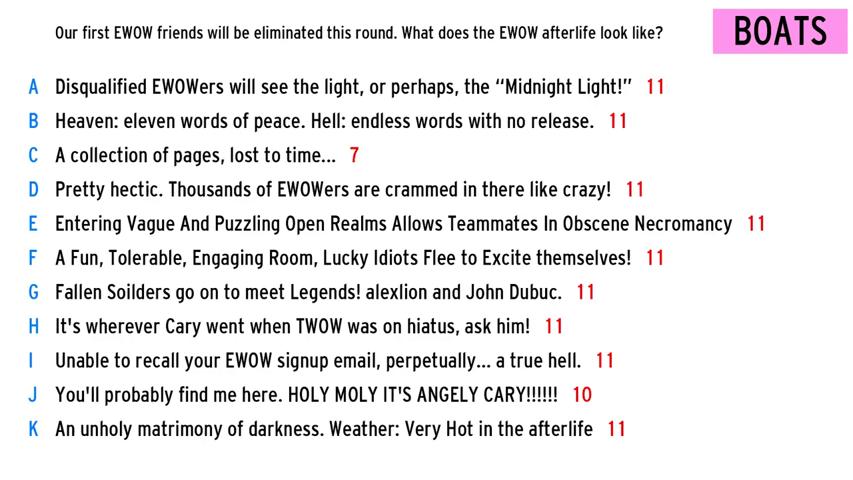 Our first EWOW friends will be eliminated this round. What does the EWOW afterlife look like?
BOATS
A Disqualified EWOWers will see the light, or perhaps, the “Midnight Light!” 11
B Heaven: eleven words of peace. Hell: endless words with no release. 11
C A collection of pages, lost to time... 7
D Pretty hectic. Thousands of EWOWers are crammed in there like crazy! 11
E Entering Vague And Puzzling Open Realms Allows Teammates In Obscene Necromancy 11
F A Fun, Tolerable, Engaging Room, Lucky Idiots Flee to Excite themselves! 11
G Fallen Soilders go on to meet Legends! alexlion and John Dubuc. 11
H It's wherever Cary went when TWOW was on hiatus, ask him! 11
I Unable to recall your EWOW signup email, perpetually... a true hell. 11
J You'll probably find me here. HOLY MOLY IT'S ANGELY CARY!!!!!! 10
K An unholy matrimony of darkness. Weather: Very Hot in the afterlife 11